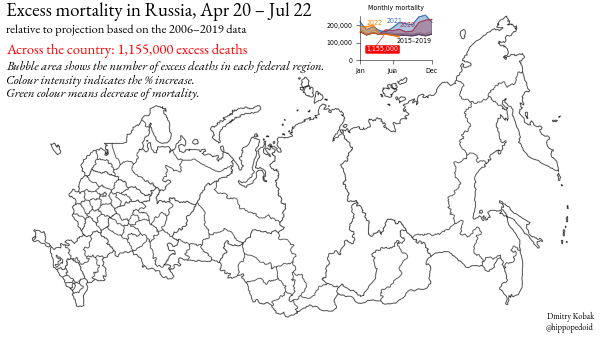 Excess mortality in Russia, Apr 20 – Jul 22
relative to projection based on the 2006–2019 data
Across the country: 1,155,000 excess deaths
Bubble area shows the number of excess deaths in each federal region.
Colour intensity indicates the % increase.
Green colour means decrease of mortality.
Monthly mortality
200,000
100,000
0
2022
2021
2020
2015–2019
1,155,000
Jan
Jun
Dec
Dmitry Kobak
@hippopedoid